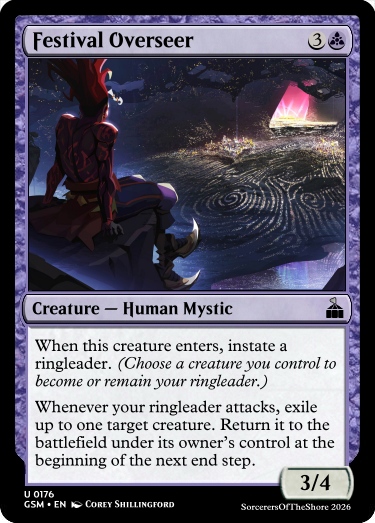 Festival Overseer 3
Creature — Human Mystic
When this creature enters, instate a
ringleader. (Choose a creature you control to
become or remain your ringleader.)
Whenever your ringleader attacks, exile
up to one target creature. Return it to the
battlefield under its owner's control at the
beginning of the next end step.
3/4
U 0176
GSM • EN Corey Shillingford
SorcerersOfTheShore 2026